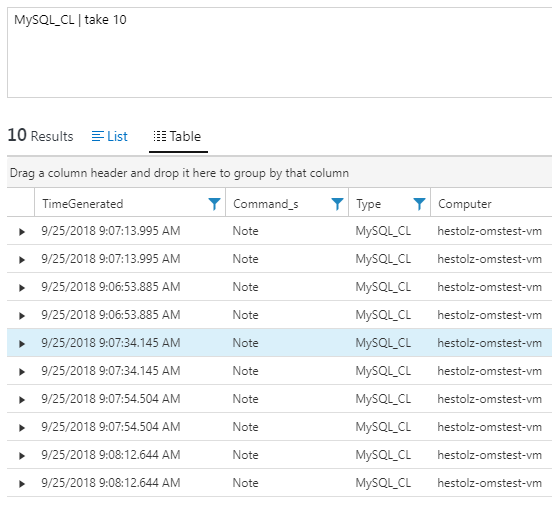 MySQL_CL | take 10
10 Results List Table
Drag a column header and drop it here to group by that column
TimeGenerated Command_s Type Computer
9/25/2018 9:07:13.995 AM Note MySQL_CL hestolz-omstest-vm
9/25/2018 9:07:13.995 AM Note MySQL_CL hestolz-omstest-vm
9/25/2018 9:06:53.885 AM Note MySQL_CL hestolz-omstest-vm
9/25/2018 9:06:53.885 AM Note MySQL_CL hestolz-omstest-vm
9/25/2018 9:07:34.145 AM Note MySQL_CL hestolz-omstest-vm
9/25/2018 9:07:34.145 AM Note MySQL_CL hestolz-omstest-vm
9/25/2018 9:07:54.504 AM Note MySQL_CL hestolz-omstest-vm
9/25/2018 9:07:54.504 AM Note MySQL_CL hestolz-omstest-vm
9/25/2018 9:08:12.644 AM Note MySQL_CL hestolz-omstest-vm
9/25/2018 9:08:12.644 AM Note MySQL_CL hestolz-omstest-vm